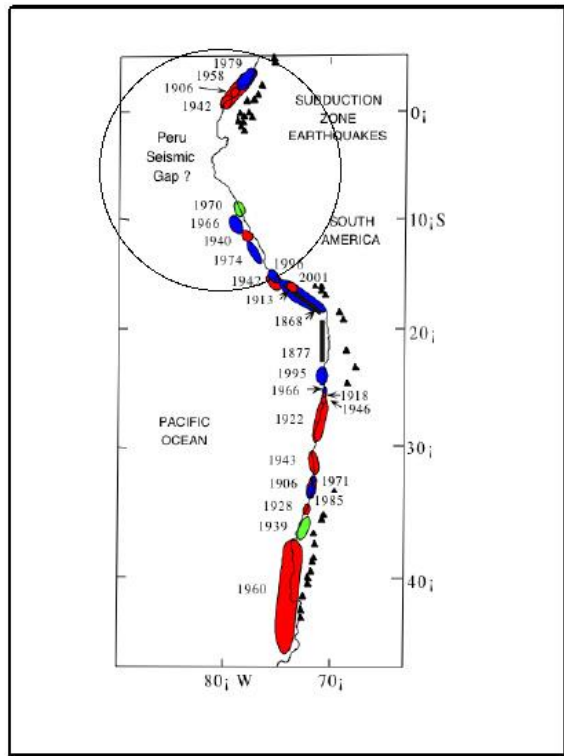 1979
1958
1906
1942
SUBDUCTION
ZONE
EARTHQUAKES
0¡
Peru
Seismic
Gap ?
1970
1966
10¡S
SOUTH
AMERICA
1940
1974
1996
1942
2001
1913
1868
20¡
1877
1995
1966
1918
1946
1922
PACIFIC
OCEAN
30¡
1943
1906
1971
1985
1928
1939
40¡
1960
80¡ W
70¡